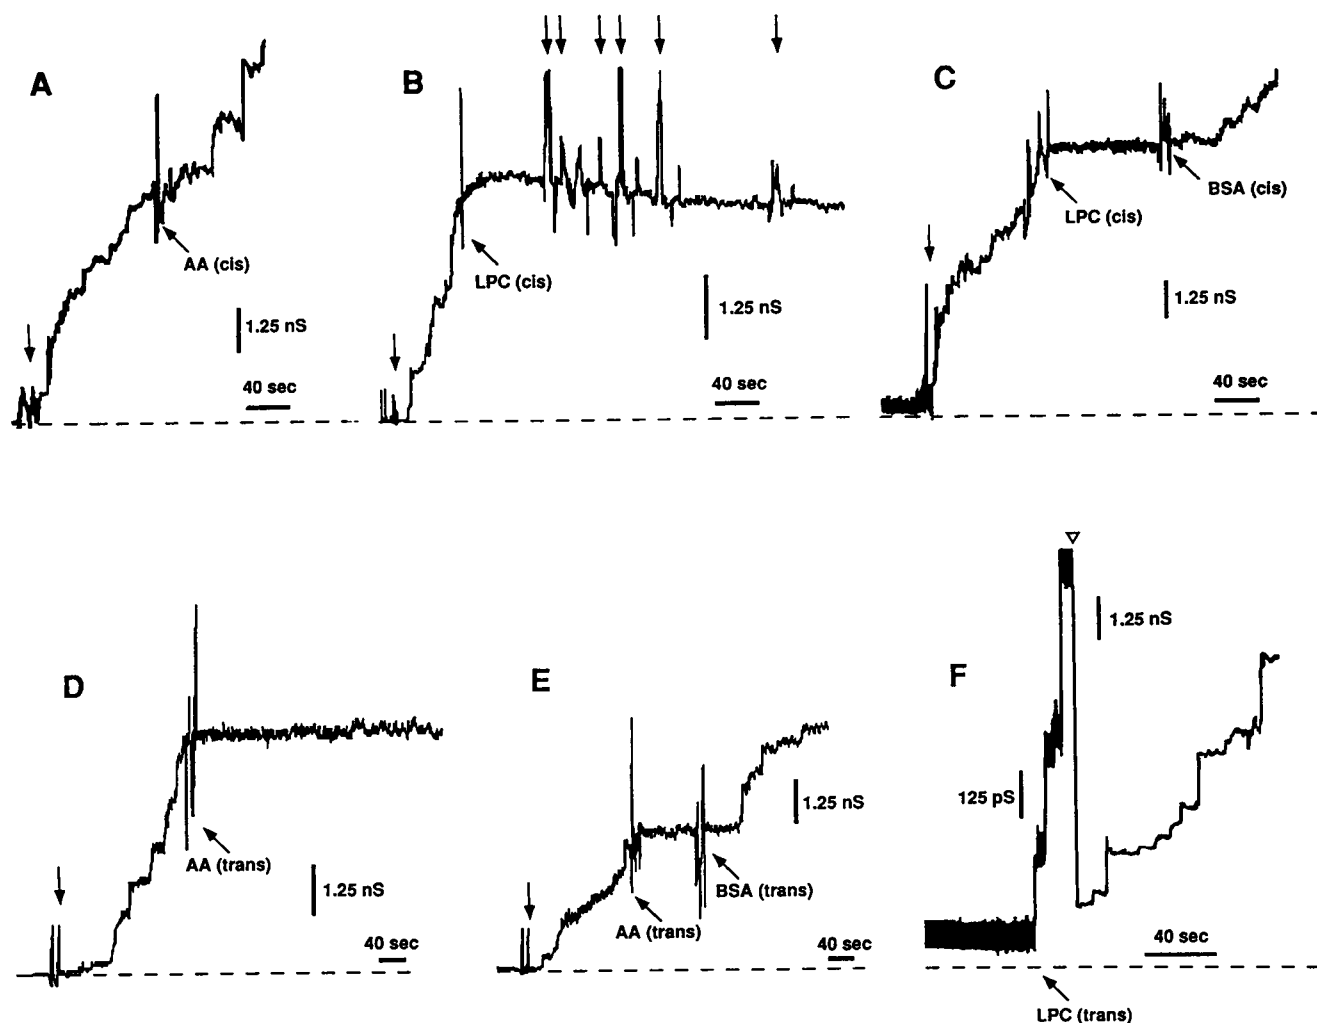 A
AA (cis)
1.25 nS
40 sec
B
LPC (cis)
1.25 nS
40 sec
C
LPC (cis)
BSA (cis)
1.25 nS
40 sec
D
AA (trans)
1.25 nS
40 sec
E
AA (trans)
BSA (trans)
1.25 nS
40 sec
F
1.25 nS
125 pS
40 sec
LPC (trans)